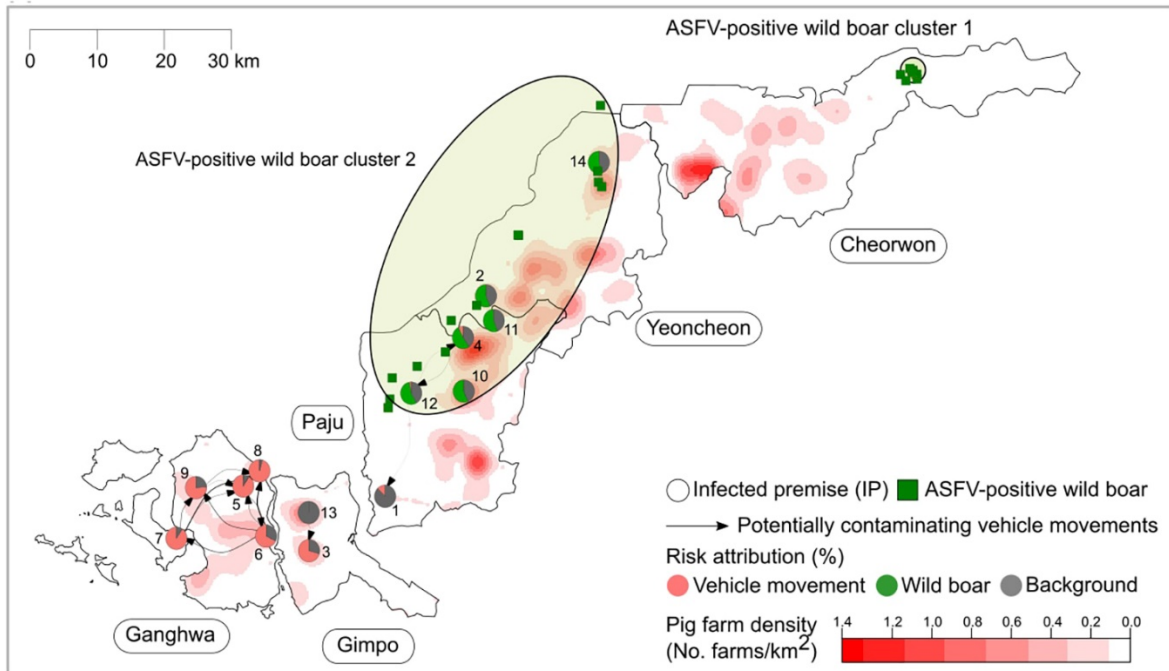 ASFV-positive wild boar cluster 1
0 10 20 30 km
ASFV-positive wild boar cluster 2
14
Cheorwon
2
11
Yeoncheon
4
10
12
Paju
8
9
5
1
13
7
6
3
Ganghwa
Gimpo
Infected premise (IP) ASFV-positive wild boar
Potentially contaminating vehicle movements
Risk attribution (%)
Vehicle movement Wild boar Background
Pig farm density
(No. farms/km²)
1.4 1.2 1.0 0.8 0.6 0.4 0.2 0.0